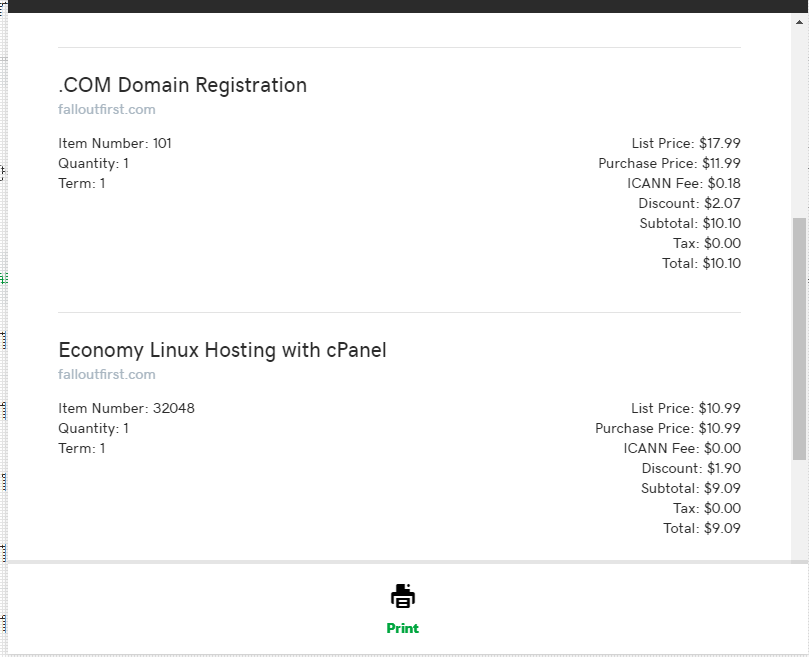 .COM Domain Registration
falloutfirst.com
Item Number: 101
Quantity: 1
Term: 1
List Price: $17.99
Purchase Price: $11.99
ICANN Fee: $0.18
Discount: $2.07
Subtotal: $10.10
Tax: $0.00
Total: $10.10
Economy Linux Hosting with cPanel
falloutfirst.com
Item Number: 32048
Quantity: 1
Term: 1
List Price: $10.99
Purchase Price: $10.99
ICANN Fee: $0.00
Discount: $1.90
Subtotal: $9.09
Tax: $0.00
Total: $9.09
Print